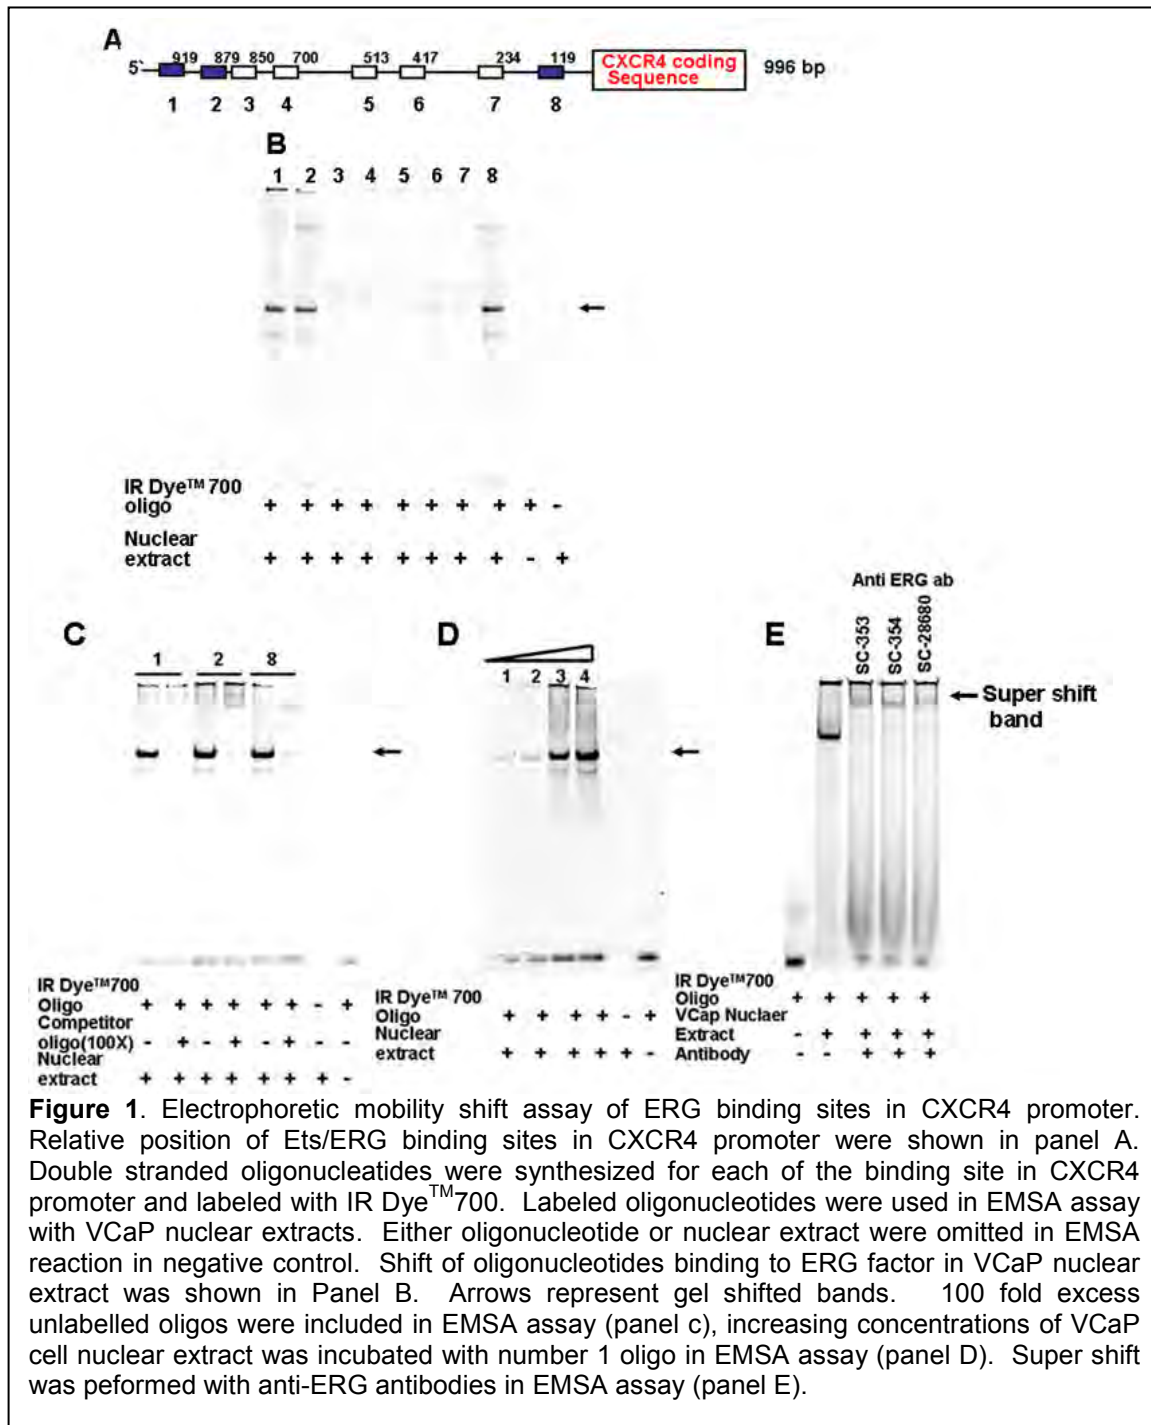 A
919 879 850 700 513 417 234 119
5` CXCR4 coding Sequence 996 bp
1 2 3 4 5 6 7 8
B
1 2 3 4 5 6 7 8
IR Dye™ 700
oligo + + + + + + + + + -
Nuclear
extract + + + + + + + + - +
C
1 2 8
IR Dye™700
Oligo + + + + + + - +
Competitor
oligo(100X) - + - + - +
Nuclear
extract + + + + + + + -
D
1 2 3 4
IR Dye™ 700
Oligo + + + + - +
Nuclear
extract + + + + + -
E
Anti ERG ab
SC-353 SC-354 SC-28680
Super shift
band
IR Dye™700
Oligo + + + + +
VCap Nuclaer
Extract - + + + +
Antibody - - + + +
Figure 1. Electrophoretic mobility shift assay of ERG binding sites in CXCR4 promoter.
Relative position of Ets/ERG binding sites in CXCR4 promoter were shown in panel A.
Double stranded oligonucleatides were synthesized for each of the binding site in CXCR4
promoter and labeled with IR Dye™700. Labeled oligonucleotides were used in EMSA assay
with VCaP nuclear extracts. Either oligonucleotide or nuclear extract were omitted in EMSA
reaction in negative control. Shift of oligonucleotides binding to ERG factor in VCaP nuclear
extract was shown in Panel B. Arrows represent gel shifted bands. 100 fold excess
unlabelled oligos were included in EMSA assay (panel c), increasing concentrations of VCaP
cell nuclear extract was incubated with number 1 oligo in EMSA assay (panel D). Super shift
was peformed with anti-ERG antibodies in EMSA assay (panel E).